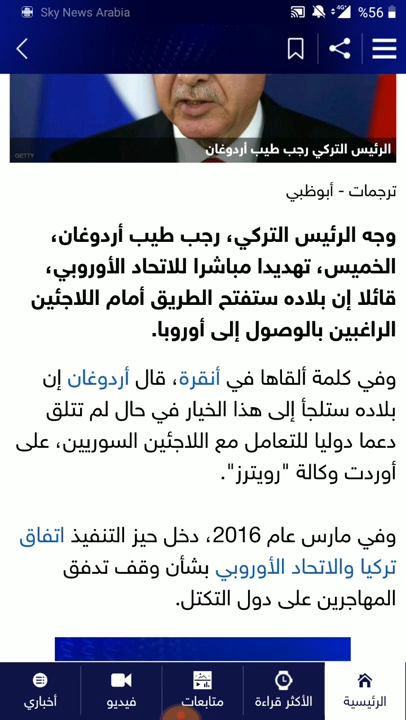 Sky News Arabia
4G+
%56
GETTY
الرئيس التركي رجب طيب أردوغان
ترجمات - أبوظبي
وجه الرئيس التركي، رجب طيب أردوغان،
الخميس، تهديدا مباشرا للاتحاد الأوروبي،
قائلا إن بلاده ستفتح الطريق أمام اللاجئين
الراغبين بالوصول إلى أوروبا.
وفي كلمة ألقاها في أنقرة، قال أردوغان إن
بلاده ستلجأ إلى هذا الخيار في حال لم تتلق
دعما دوليا للتعامل مع اللاجئين السوريين، على
أوردت وكالة "رويترز".
وفي مارس عام 2016، دخل حيز التنفيذ اتفاق
تركيا والاتحاد الأوروبي بشأن وقف تدفق
المهاجرين على دول التكتل.
الرئيسية
الأكثر قراءة
متابعات
فيديو
أخباري